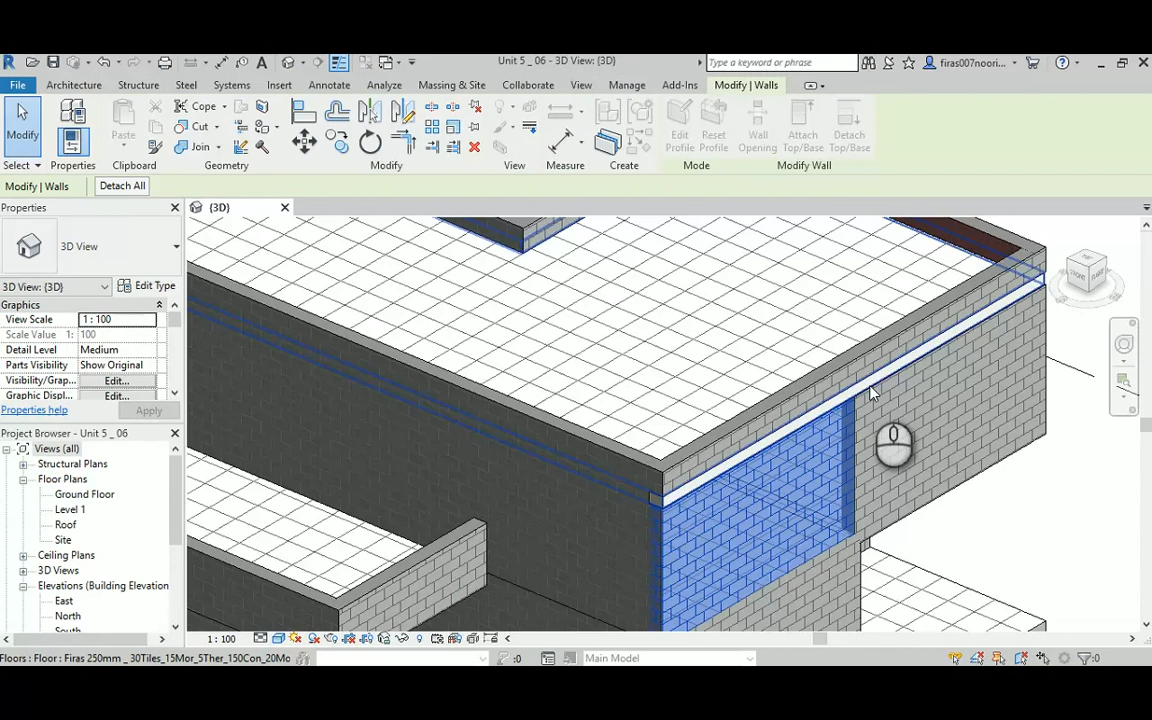 Unit 5 _ 06 - 3D View: {3D}
Type a keyword or phrase
firas007noori...
File Architecture Structure Steel Systems Insert Annotate Analyze Massing & Site Collaborate View Manage Add-Ins Modify | Walls
Modify
Paste
Cope
Cut
Join
Edit Profile
Reset Profile
Wall Opening
Attach Top/Base
Detach Top/Base
Select Properties Clipboard Geometry Modify View Measure Create Mode Modify Wall
Modify | Walls Detach All
Properties
{3D}
3D View
3D View: {3D} Edit Type
Graphics
View Scale 1 : 100
Scale Value 1: 100
Detail Level Medium
Parts Visibility Show Original
Visibility/Grap... Edit...
Graphic Displ... Edit...
Properties help Apply
Project Browser - Unit 5 _ 06
Views (all)
Structural Plans
Floor Plans
Ground Floor
Level 1
Roof
Site
Ceiling Plans
3D Views
Elevations (Building Elevation
East
North
South
1 : 100
Floors : Floor : Firas 250mm _ 30Tiles_15Mor_5Ther_150Con_20Mo
:0
Main Model
:0
TOP
FRONT
0